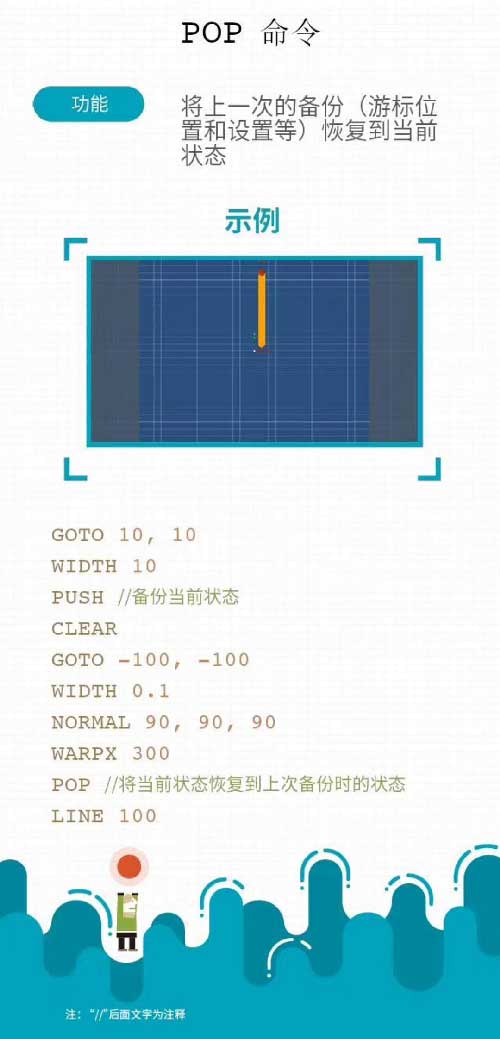 POP 命令
功能
将上一次的备份（游标位
置和设置等）恢复到当前
状态
示例
GOTO 10, 10
WIDTH 10
PUSH //备份当前状态
CLEAR
GOTO -100, -100
WIDTH 0.1
NORMAL 90, 90, 90
WARPX 300
POP //将当前状态恢复到上次备份时的状态
LINE 100
注：“//”后面文字为注释